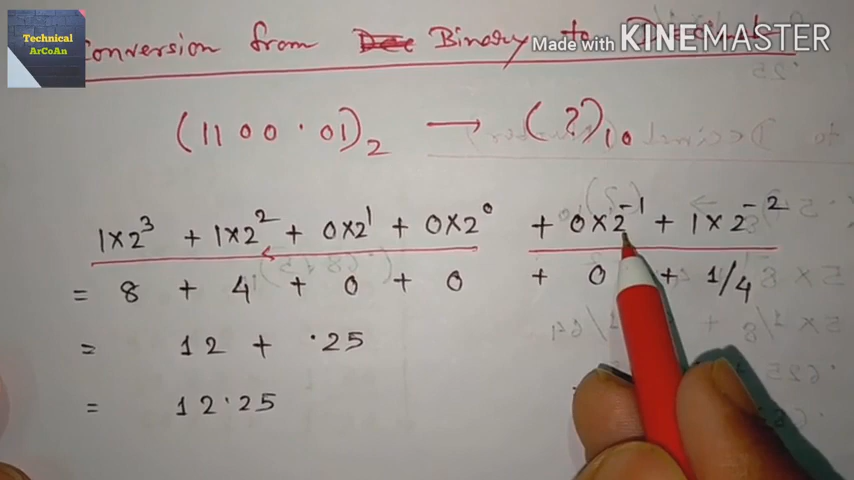 Technical
ArCoAn
Conversion from Binary to
Made with KINEMASTER
(1100.01)2 → (?)10
1×2^3 + 1×2^2 + 0×2^1 + 0×2^0 + 0×2^-1 + 1×2^-2
= 8 + 4 + 0 + 0 + 0 + 1/4
= 12 + .25
= 12.25